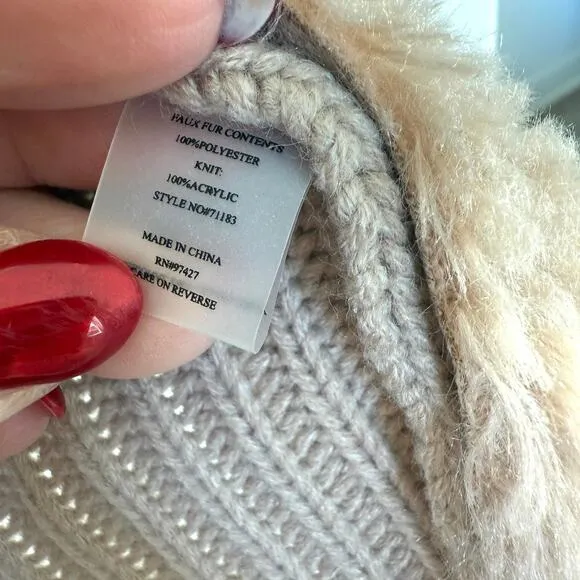 FAUX FUR CONTENTS
100%POLYESTER
KNIT:
100%ACRYLIC
STYLE NO#71183
MADE IN CHINA
RN#97427
CARE ON REVERSE